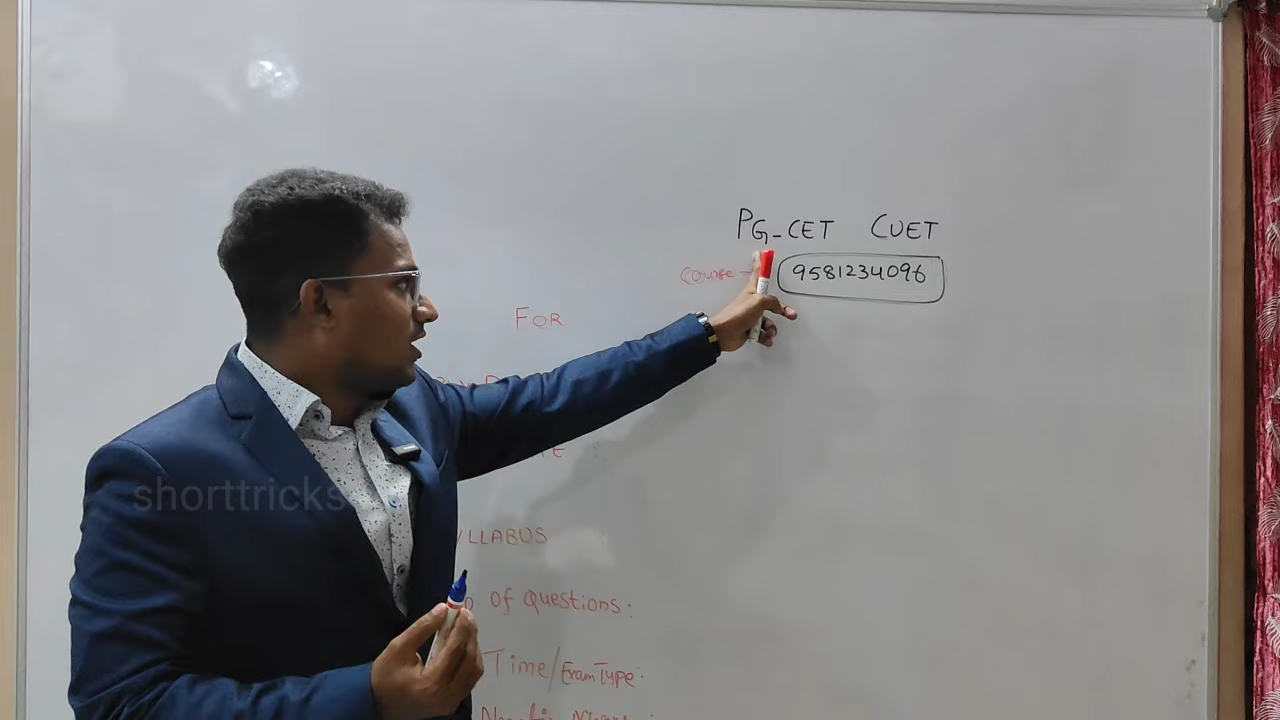 PG-CET CUET
Course 9581234096
FOR
shorttricks
LLABUS
of questions:
Time/Exam Type: